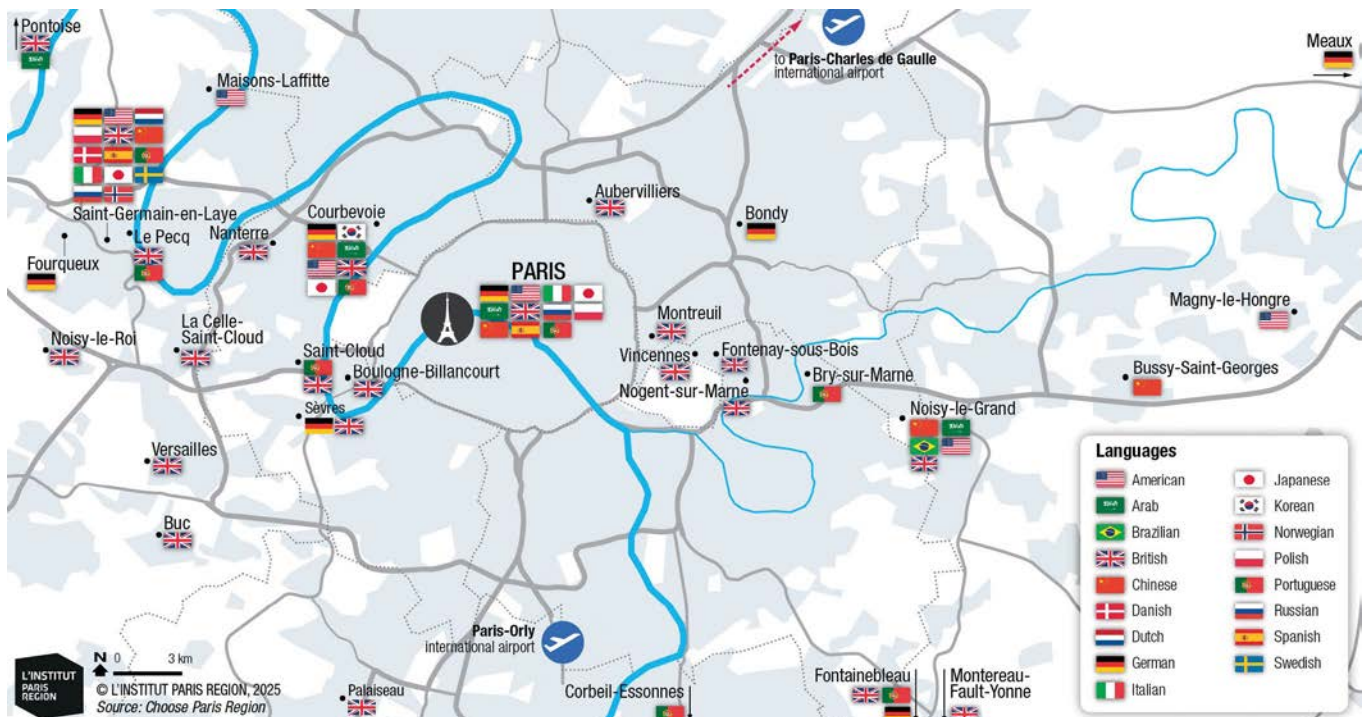 Pontoise
Maisons-Laffitte
to Paris-Charles de Gaulle
international airport
Meaux
Saint-Germain-en-Laye
Le Pecq
Nanterre
Courbevoie
Aubervilliers
Bondy
Fourqueux
PARIS
Magny-le-Hongre
Noisy-le-Roi
La Celle-
Saint-Cloud
Saint-Cloud
Boulogne-Billancourt
Montreuil
Vincennes
Fontenay-sous-Bois
Nogent-sur-Marne
Bry-sur-Marne
Bussy-Saint-Georges
Sèvres
Noisy-le-Grand
Versailles
Buc
Languages
American
Arab
Brazilian
British
Chinese
Danish
Dutch
German
Italian
Japanese
Korean
Norwegian
Polish
Portuguese
Russian
Spanish
Swedish
Paris-Orly
international airport
L'INSTITUT
PARIS
REGION
N 0 3 km
© L'INSTITUT PARIS REGION, 2025
Source: Choose Paris Region
Palaiseau
Corbeil-Essonnes
Fontainebleau
Montereau-
Fault-Yonne